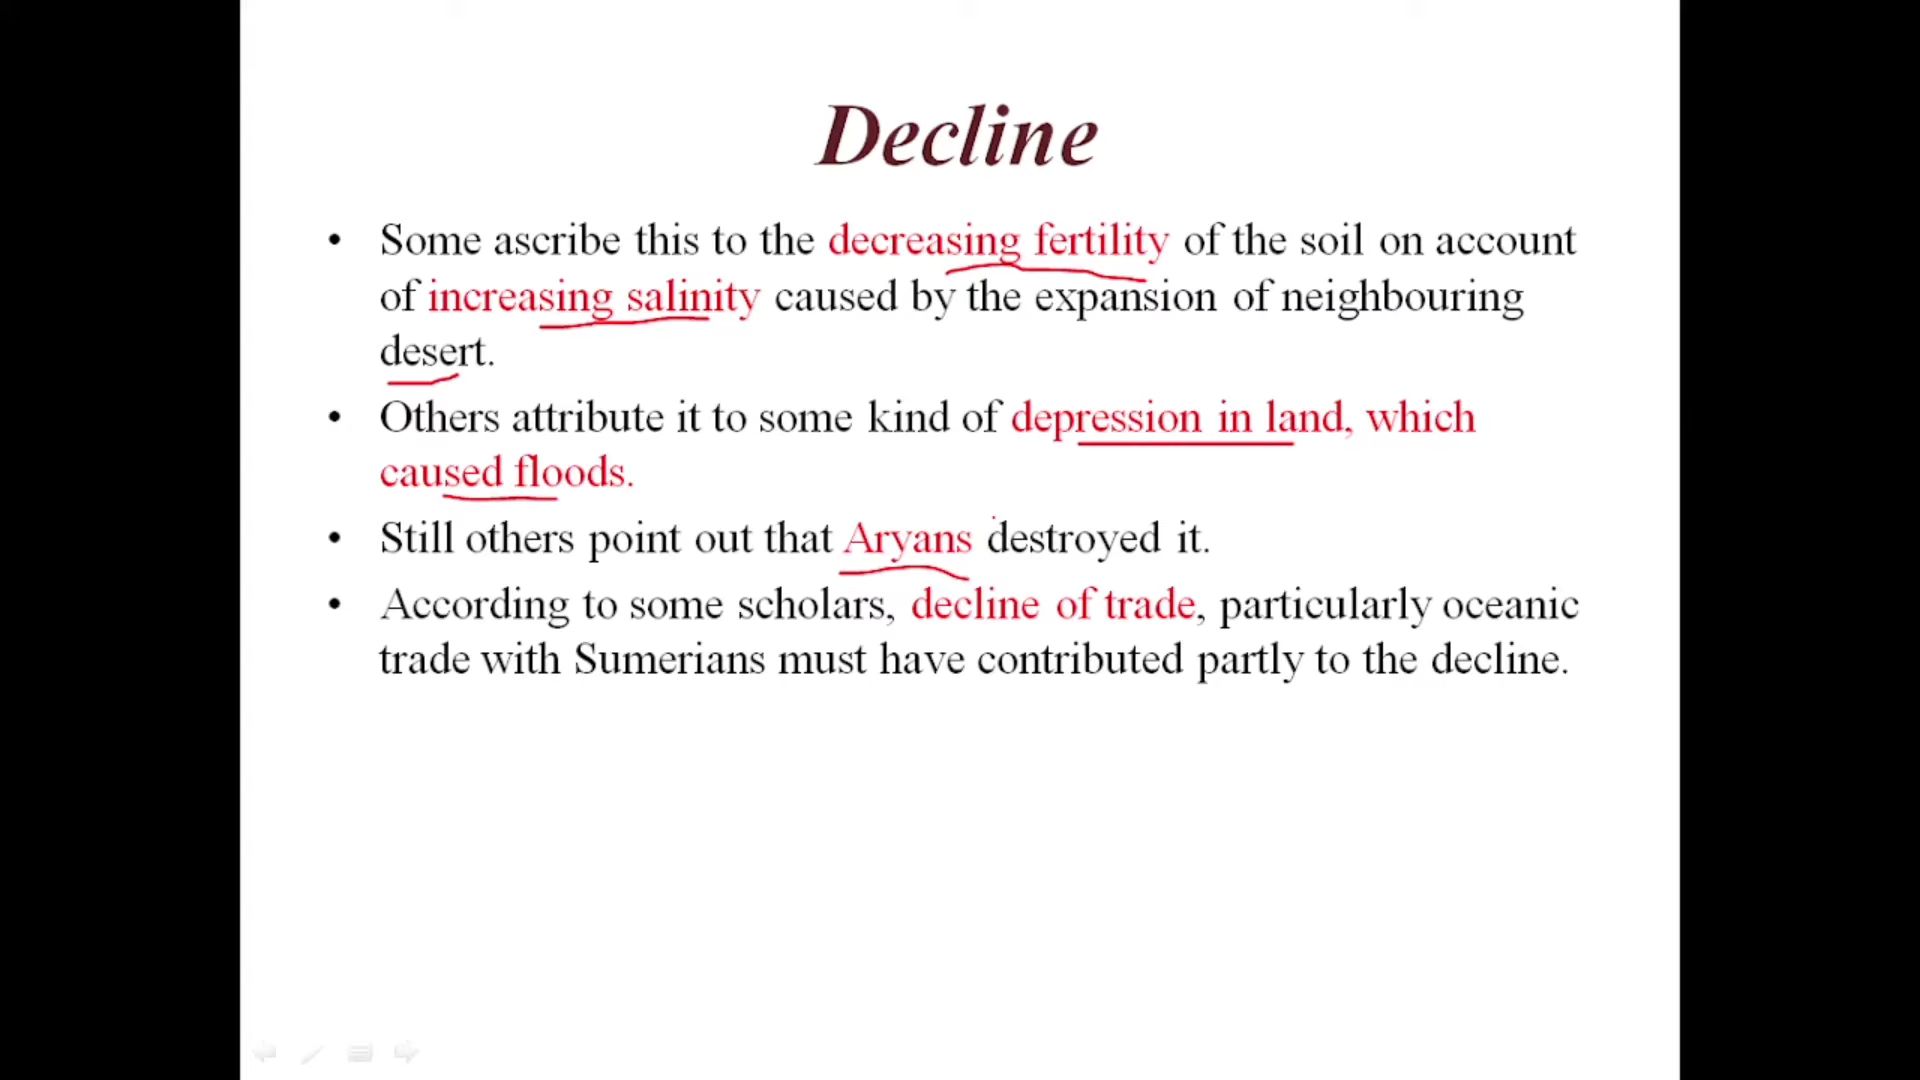 Decline
• Some ascribe this to the decreasing fertility of the soil on account
of increasing salinity caused by the expansion of neighbouring
desert.
• Others attribute it to some kind of depression in land, which
caused floods.
• Still others point out that Aryans destroyed it.
• According to some scholars, decline of trade, particularly oceanic
trade with Sumerians must have contributed partly to the decline.